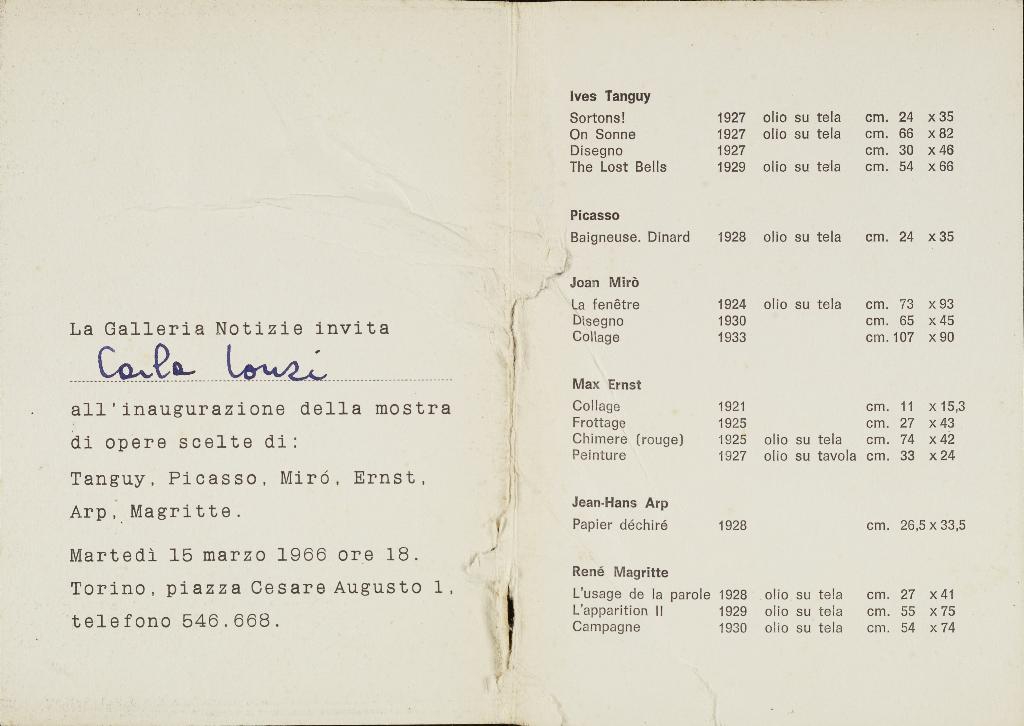 La Galleria Notizie invita
Carla Lonzi
all'inaugurazione della mostra
di opere scelte di:
Tanguy, Picasso, Miró, Ernst,
Arp, Magritte.
Martedì 15 marzo 1966 ore 18.
Torino, piazza Cesare Augusto 1,
telefono 546.668.
Ives Tanguy
Sortons! 1927 olio su tela cm. 24 x 35
On Sonne 1927 olio su tela cm. 66 x 82
Disegno 1927 cm. 30 x 46
The Lost Bells 1929 olio su tela cm. 54 x 66
Picasso
Baigneuse. Dinard 1928 olio su tela cm. 24 x 35
Joan Mirò
La fenêtre 1924 olio su tela cm. 73 x 93
Disegno 1930 cm. 65 x 45
Collage 1933 cm. 107 x 90
Max Ernst
Collage 1921 cm. 11 x 15,3
Frottage 1925 cm. 27 x 43
Chimere (rouge) 1925 olio su tela cm. 74 x 42
Peinture 1927 olio su tavola cm. 33 x 24
Jean-Hans Arp
Papier déchiré 1928 cm. 26,5 x 33,5
René Magritte
L'usage de la parole 1928 olio su tela cm. 27 x 41
L'apparition II 1929 olio su tela cm. 55 x 75
Campagne 1930 olio su tela cm. 54 x 74